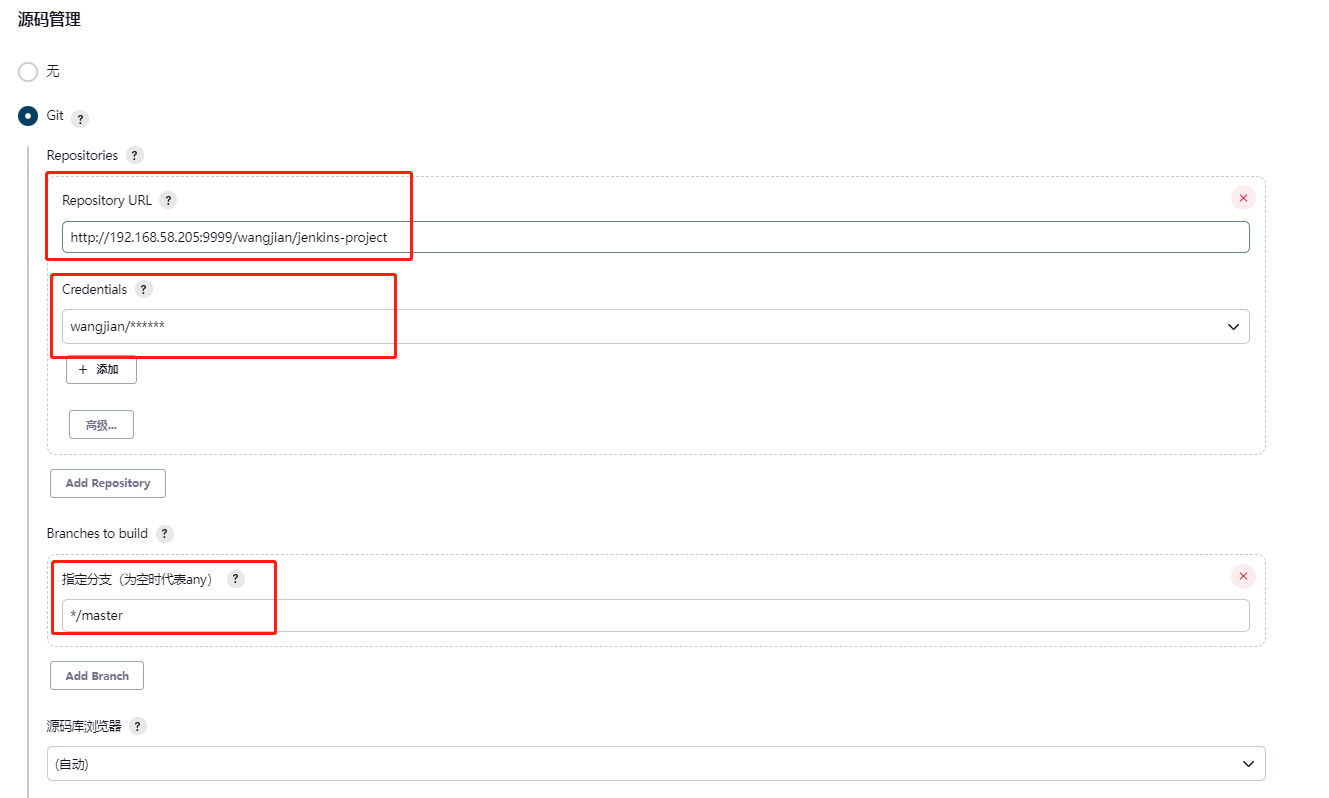 源码管理
无
Git ?
Repositories ?
Repository URL ?
http://192.168.58.205:9999/wangjian/jenkins-project
Credentials ?
wangjian/******
+ 添加
高级...
Add Repository
Branches to build ?
指定分支（为空时代表any） ?
*/master
Add Branch
源码库浏览器 ?
(自动)